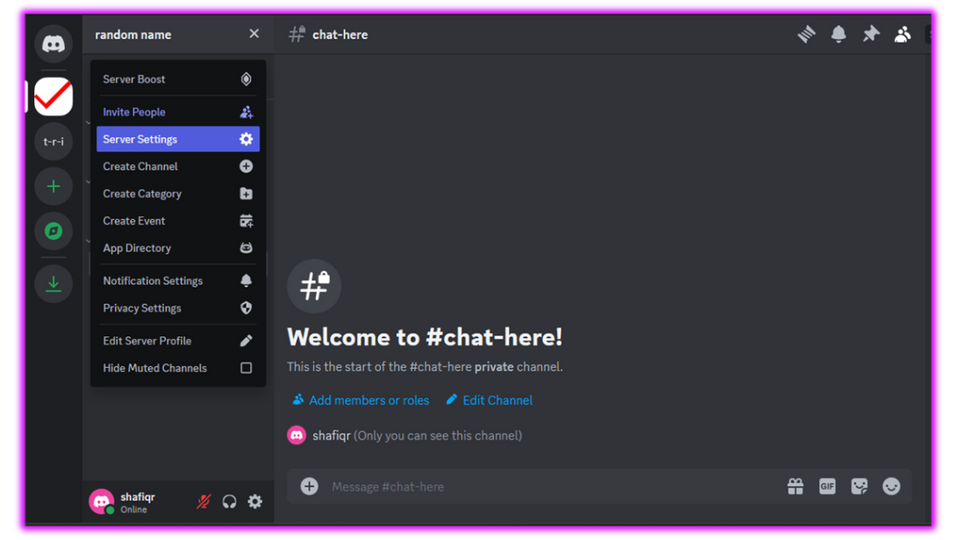 random name
chat-here
Server Boost
Invite People
t-r-i
Server Settings
Create Channel
Create Category
Create Event
App Directory
Notification Settings
Privacy Settings
Edit Server Profile
Hide Muted Channels
Welcome to #chat-here!
This is the start of the #chat-here private channel.
Add members or roles
Edit Channel
shafiqr (Only you can see this channel)
Message #chat-here
GIF
shafiqr
Online